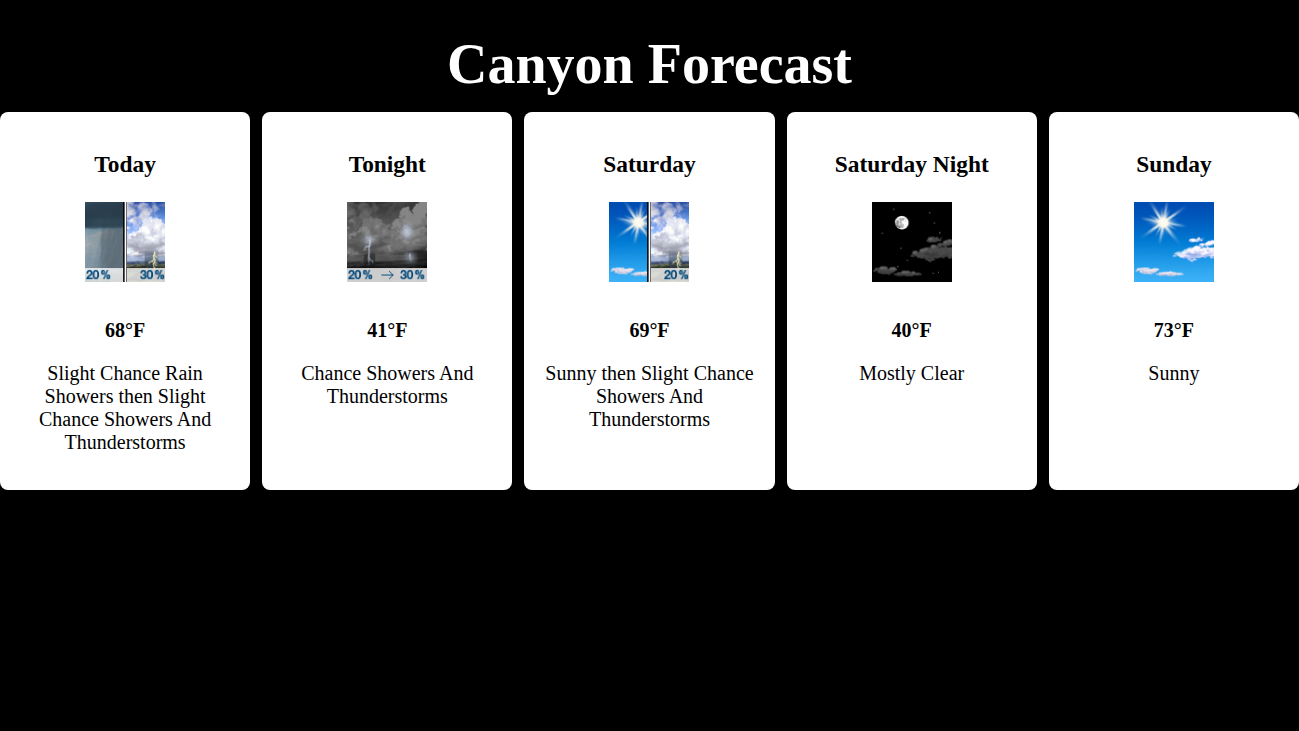 Canyon Forecast
Today
20% 30%
68°F
Slight Chance Rain
Showers then Slight
Chance Showers And
Thunderstorms
Tonight
20% → 30%
41°F
Chance Showers And
Thunderstorms
Saturday
20%
69°F
Sunny then Slight Chance
Showers And
Thunderstorms
Saturday Night
40°F
Mostly Clear
Sunday
73°F
Sunny